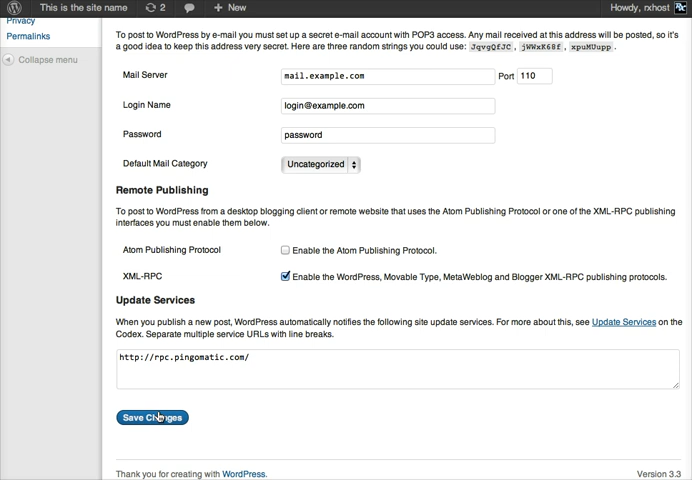 This is the site name 2 + New Howdy, rxhost
Privacy
Permalinks
Collapse menu
To post to WordPress by e-mail you must set up a secret e-mail account with POP3 access. Any mail received at this address will be posted, so it's
a good idea to keep this address very secret. Here are three random strings you could use: JqvgQfJC , jWWxK68f , xpuMUupp .
Mail Server mail.example.com Port 110
Login Name login@example.com
Password password
Default Mail Category Uncategorized
Remote Publishing
To post to WordPress from a desktop blogging client or remote website that uses the Atom Publishing Protocol or one of the XML-RPC publishing
interfaces you must enable them below.
Atom Publishing Protocol Enable the Atom Publishing Protocol.
XML-RPC Enable the WordPress, Movable Type, MetaWeblog and Blogger XML-RPC publishing protocols.
Update Services
When you publish a new post, WordPress automatically notifies the following site update services. For more about this, see Update Services on the
Codex. Separate multiple service URLs with line breaks.
http://rpc.pingomatic.com/
Save Changes
Thank you for creating with WordPress. Version 3.3